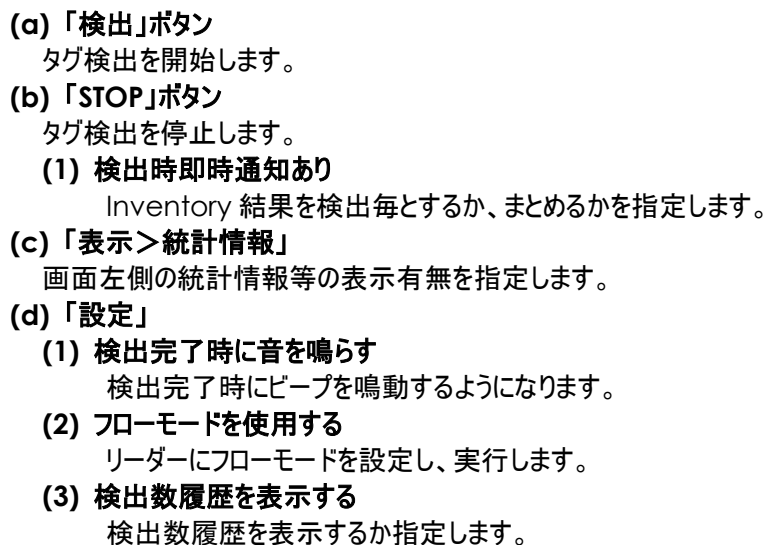 (a) 「検出」ボタン
タグ検出を開始します。
(b) 「STOP」ボタン
タグ検出を停止します。
(1) 検出時即時通知あり
Inventory 結果を検出毎とするか、まとめるかを指定します。
(c) 「表示＞統計情報」
画面左側の統計情報等の表示有無を指定します。
(d) 「設定」
(1) 検出完了時に音を鳴らす
検出完了時にビープを鳴動するようになります。
(2) フローモードを使用する
リーダーにフローモードを設定し、実行します。
(3) 検出数履歴を表示する
検出数履歴を表示するか指定します。